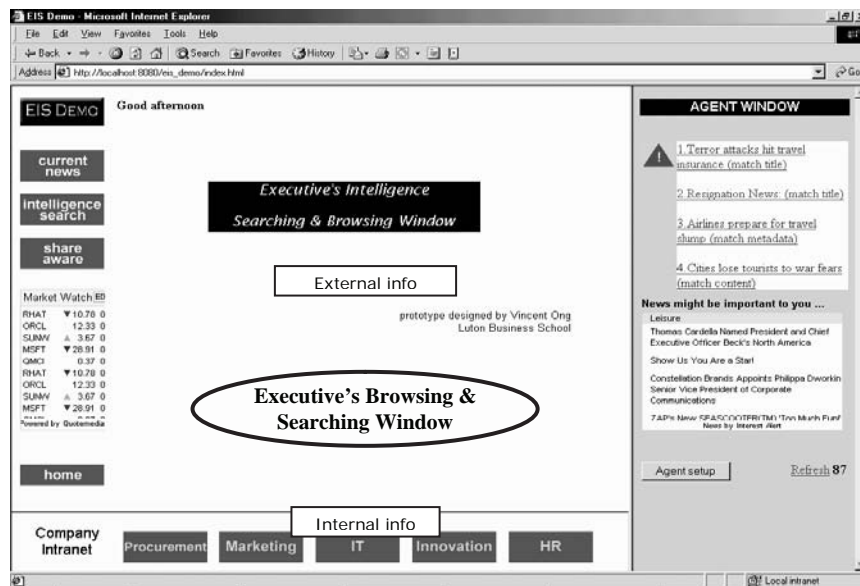 EIS Demo - Microsoft Internet Explorer
File Edit View Favorites Tools Help
Back Search Favorites History
Address http://localhost:8080/eis_demo/index.html Go
EIS DEMO
Good afternoon
current
news
intelligence
search
share
aware
Market Watch
RHAT ▼10.70 0
ORCL 12.33 0
SUNW ▲ 3.67 0
MSFT ▼28.91 0
QMCI 0.37 0
RHAT ▼10.70 0
ORCL 12.33 0
SUNW ▲ 3.67 0
MSFT ▼28.91 0
Powered by Quotemedia
home
Executive's Intelligence
Searching & Browsing Window
External info
prototype designed by Vincent Ong
Luton Business School
Executive's Browsing &
Searching Window
AGENT WINDOW
1.Terror attacks hit travel
insurance (match title)
2.Resignation News: (match title)
3.Airlines prepare for travel
slump (match metadata)
4.Cities lose tourists to war fears
(match content)
News might be important to you ...
Leisure
Thomas Cardella Named President and Chief
Executive Officer Beck's North America
Show Us You Are a Star!
Constellation Brands Appoints Philippa Dworkin
Senior Vice President of Corporate
Communications
ZAP's New SEASCOOTER(TM) 'Too Much Fun!'
News by Interest Alert
Agent setup Refresh 87
Internal info
Company
Intranet
Procurement Marketing IT Innovation HR
Local intranet